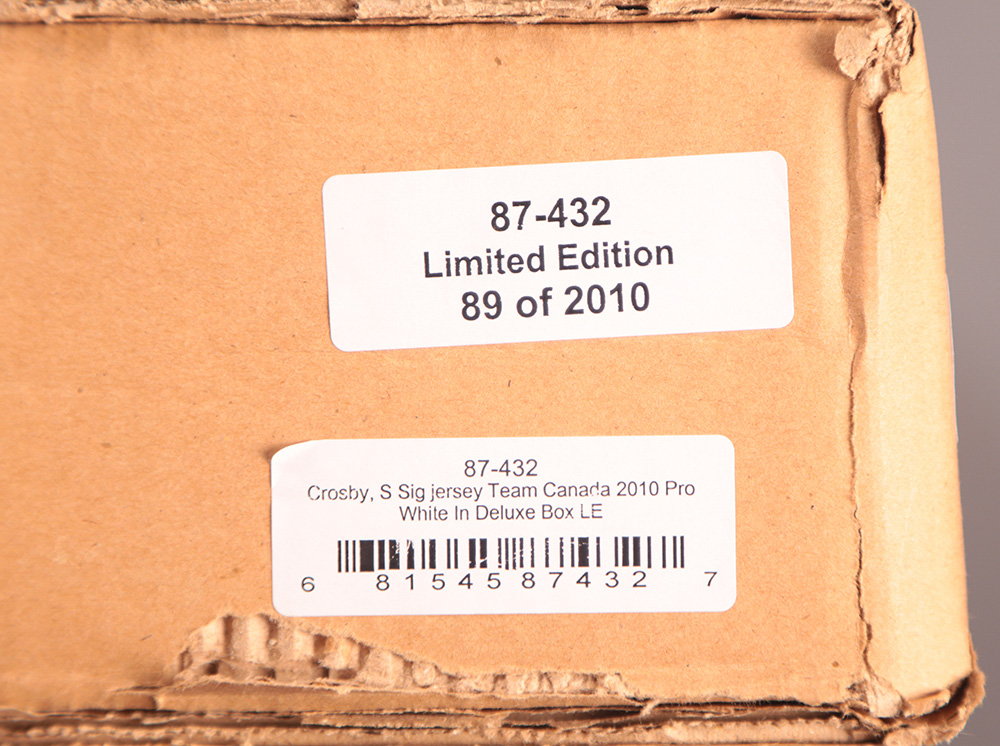 87-432
Limited Edition
89 of 2010
87-432
Crosby, S Sig jersey Team Canada 2010 Pro
White In Deluxe Box LE
6 81545 87432 7